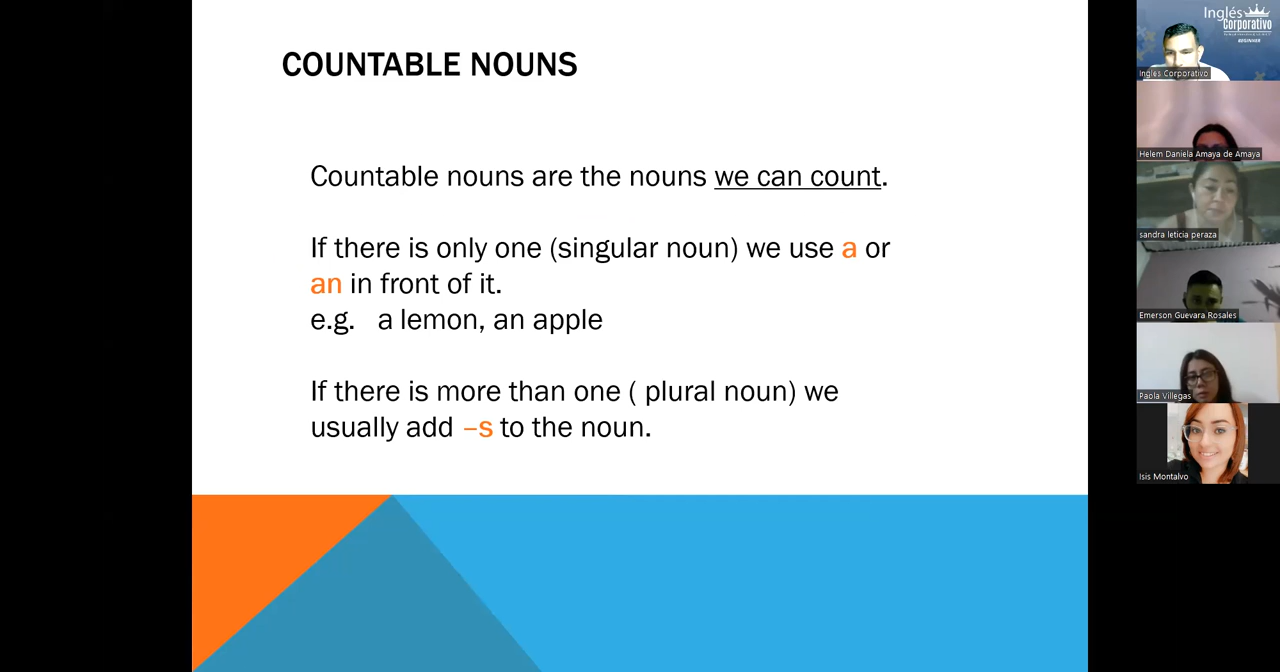 COUNTABLE NOUNS
Countable nouns are the nouns we can count.
If there is only one (singular noun) we use a or
an in front of it.
e.g. a lemon, an apple
If there is more than one ( plural noun) we
usually add –s to the noun.
Inglés
Corporativo
BEGINNER
Inglés Corporativo
Helem Daniela Amaya de Amaya
sandra leticia peraza
Emerson Guevara Rosales
Paola Villegas
Isis Montalvo